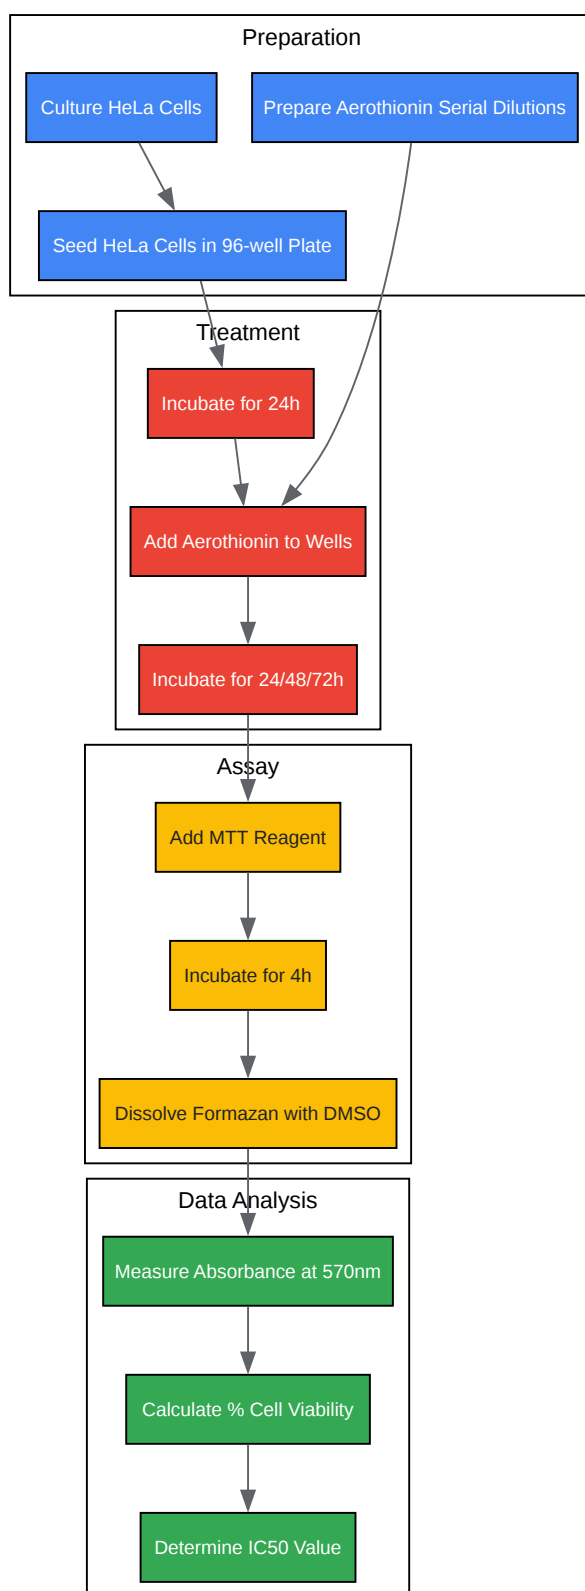 Preparation
Culture HeLa Cells
Prepare Aerothionin Serial Dilutions
Seed HeLa Cells in 96-well Plate
Treatment
Incubate for 24h
Add Aerothionin to Wells
Incubate for 24/48/72h
Assay
Add MTT Reagent
Incubate for 4h
Dissolve Formazan with DMSO
Data Analysis
Measure Absorbance at 570nm
Calculate % Cell Viability
Determine IC50 Value